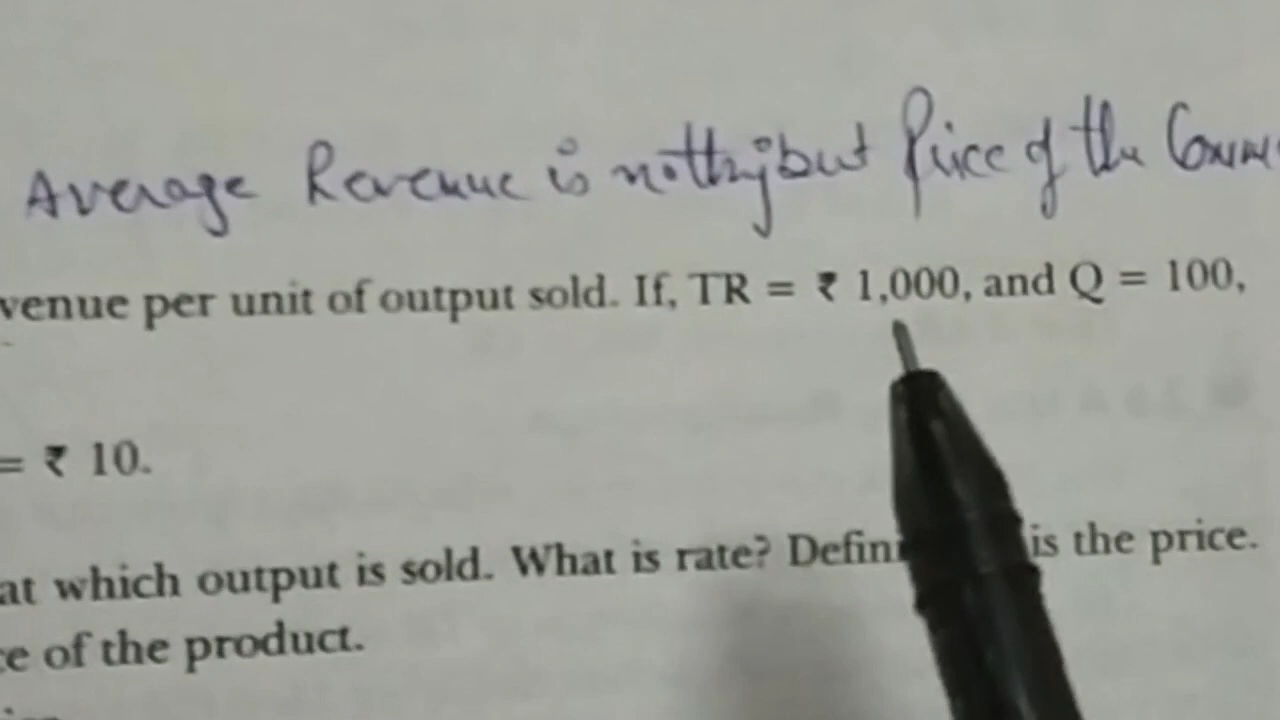 Average Revenue is nothing but Price of the
venue per unit of output sold. If, TR = ₹ 1,000, and Q = 100,
= ₹ 10.
at which output is sold. What is rate? is the price.
of the product.